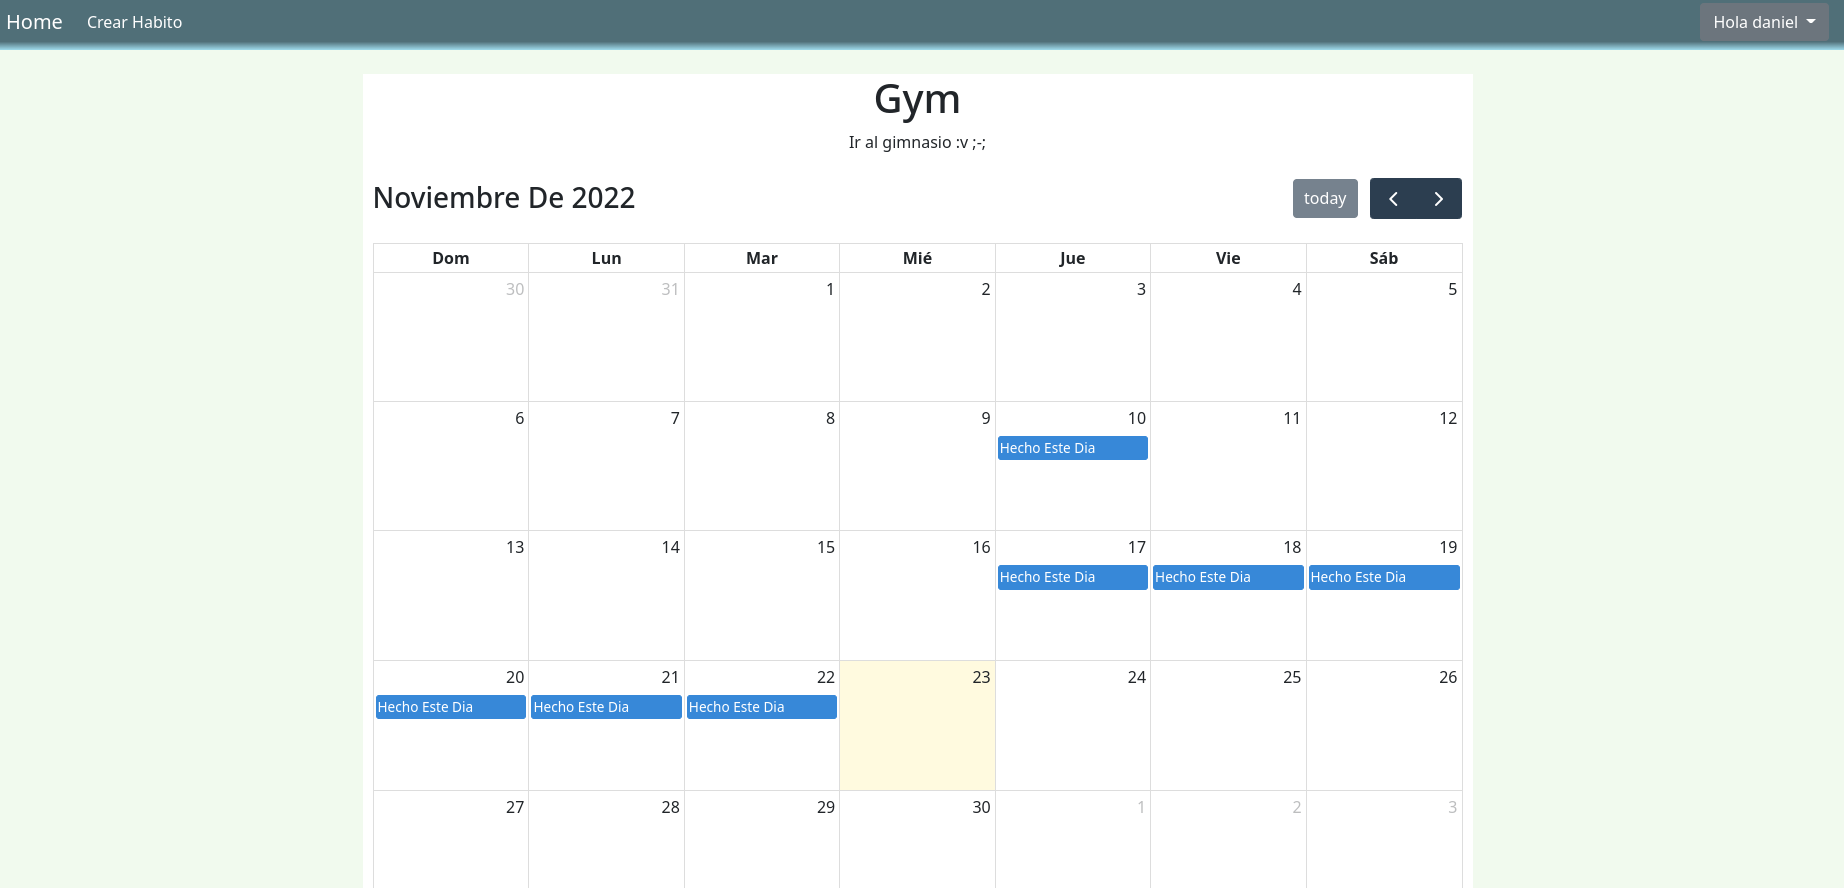 Home Crear Habito Hola daniel
Gym
Ir al gimnasio :v ;-;
Noviembre De 2022 today
Dom Lun Mar Mié Jue Vie Sáb
30 31 1 2 3 4 5
6 7 8 9 10 11 12
Hecho Este Dia
13 14 15 16 17 18 19
Hecho Este Dia Hecho Este Dia Hecho Este Dia
20 21 22 23 24 25 26
Hecho Este Dia Hecho Este Dia Hecho Este Dia
27 28 29 30 1 2 3